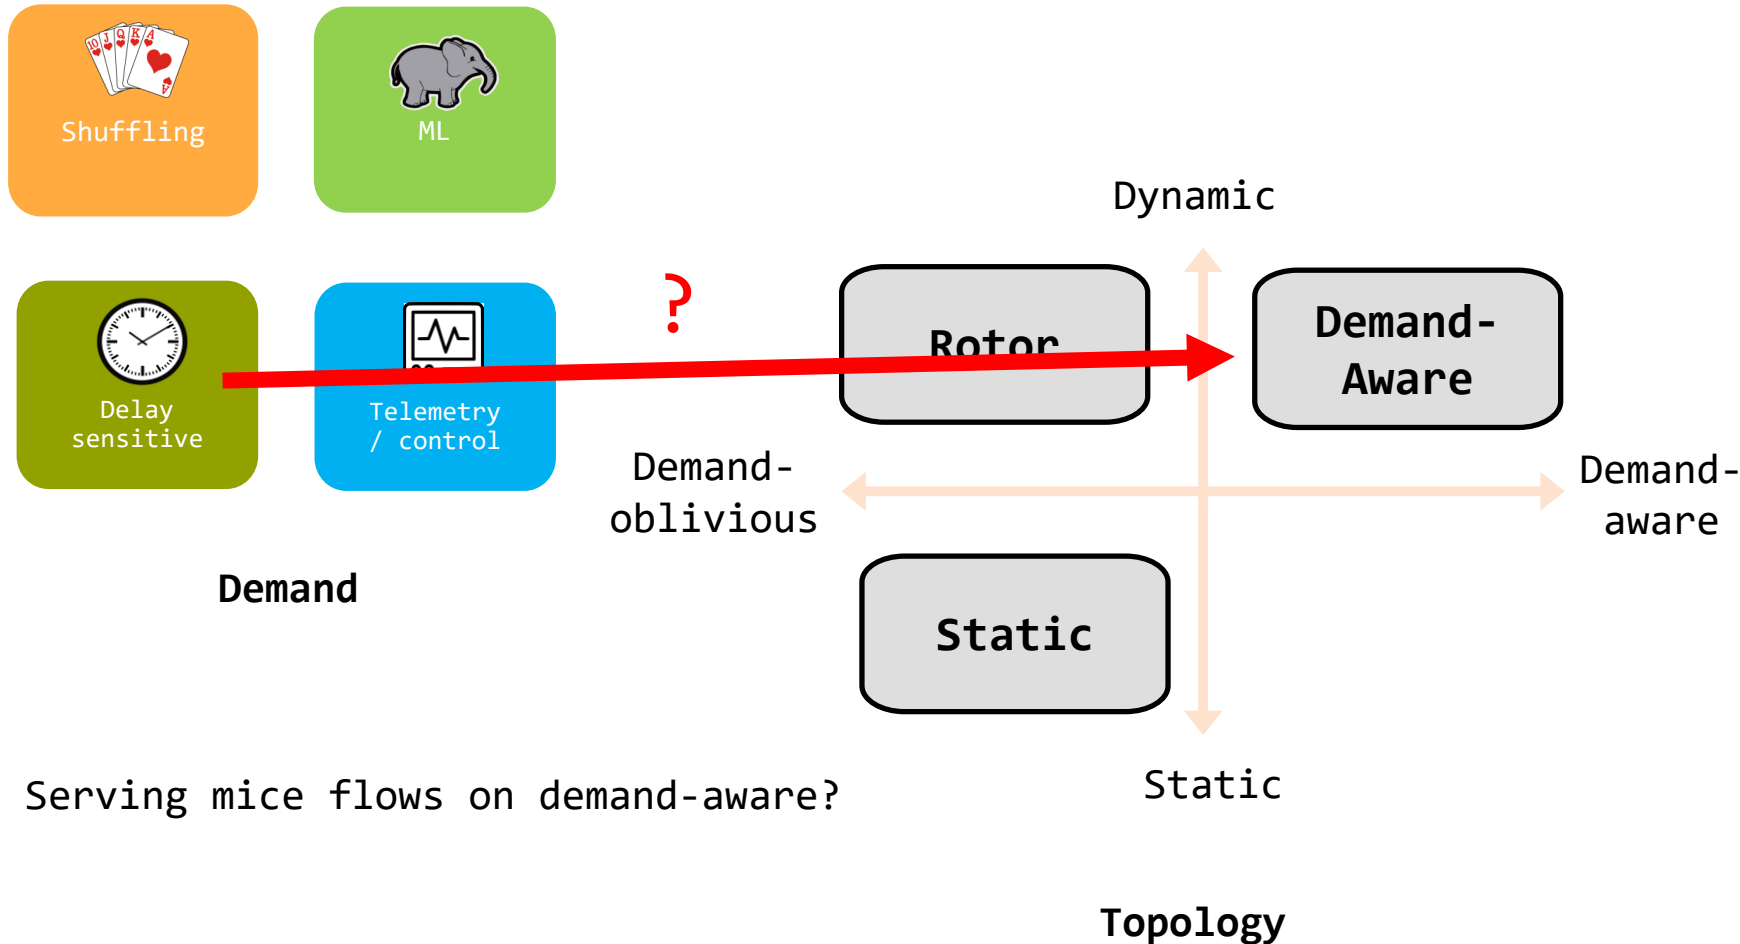 10 J Q K A
A
Shuffling
ML
Delay
sensitive
Telemetry
/ control
Demand
?
Dynamic
Rotor
Demand-
Aware
Demand-
oblivious
Demand-
aware
Static
Static
Serving mice flows on demand-aware?
Topology